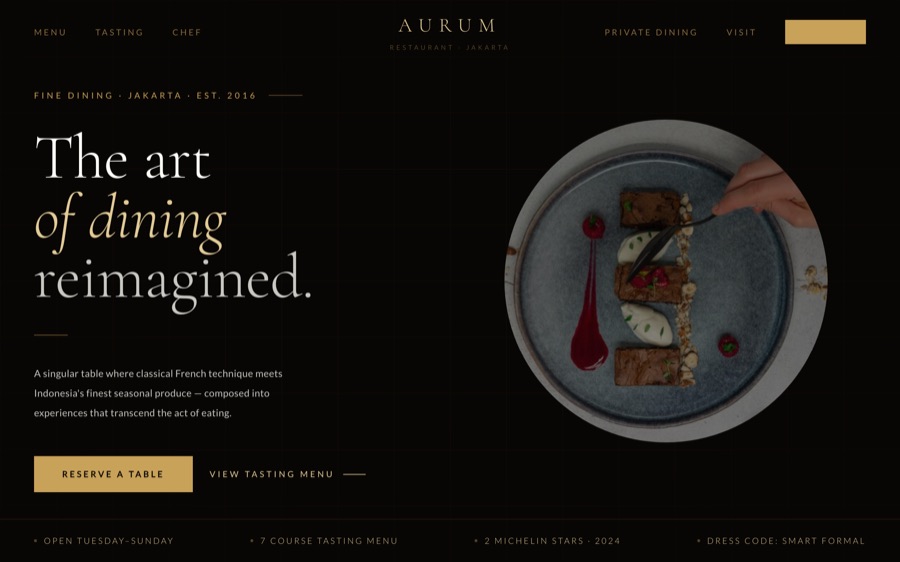 MENU TASTING CHEF
AURUM
RESTAURANT · JAKARTA
PRIVATE DINING VISIT
FINE DINING · JAKARTA · EST. 2016
The art
of dining
reimagined.
A singular table where classical French technique meets
Indonesia's finest seasonal produce — composed into
experiences that transcend the act of eating.
RESERVE A TABLE VIEW TASTING MENU
OPEN TUESDAY–SUNDAY
7 COURSE TASTING MENU
2 MICHELIN STARS · 2024
DRESS CODE: SMART FORMAL